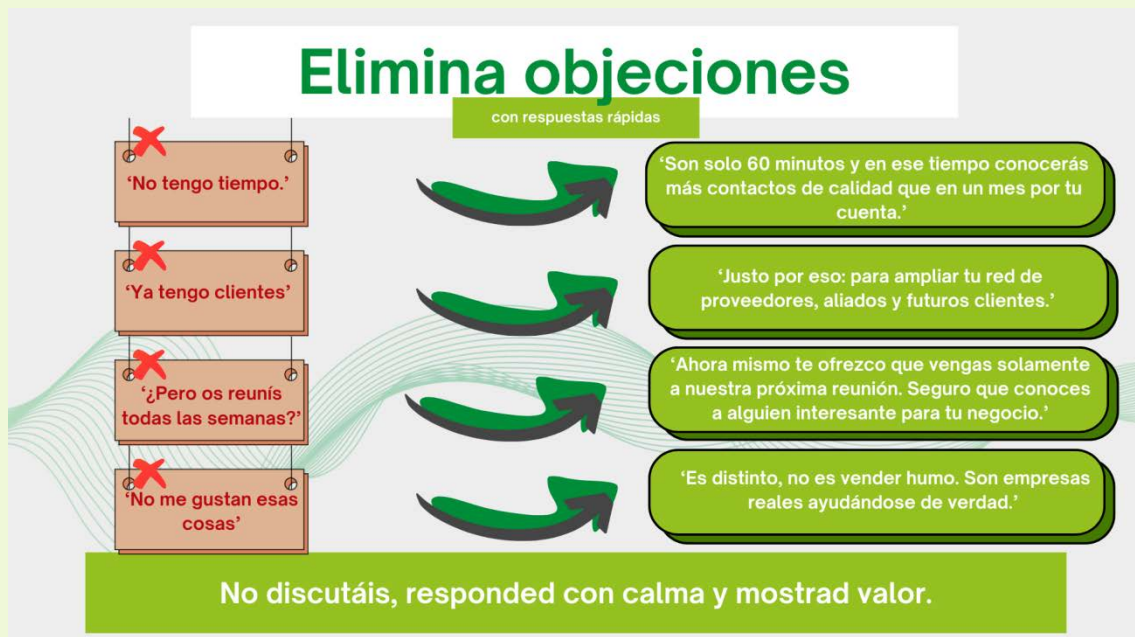 Elimina objeciones
con respuestas rápidas
‘No tengo tiempo.’
‘Son solo 60 minutos y en ese tiempo conocerás
más contactos de calidad que en un mes por tu
cuenta.’
‘Ya tengo clientes’
‘Justo por eso: para ampliar tu red de
proveedores, aliados y futuros clientes.’
‘¿Pero os reunís
todas las semanas?’
‘Ahora mismo te ofrezco que vengas solamente
a nuestra próxima reunión. Seguro que conoces
a alguien interesante para tu negocio.’
‘No me gustan esas
cosas’
‘Es distinto, no es vender humo. Son empresas
reales ayudándose de verdad.’
No discutáis, responded con calma y mostrad valor.